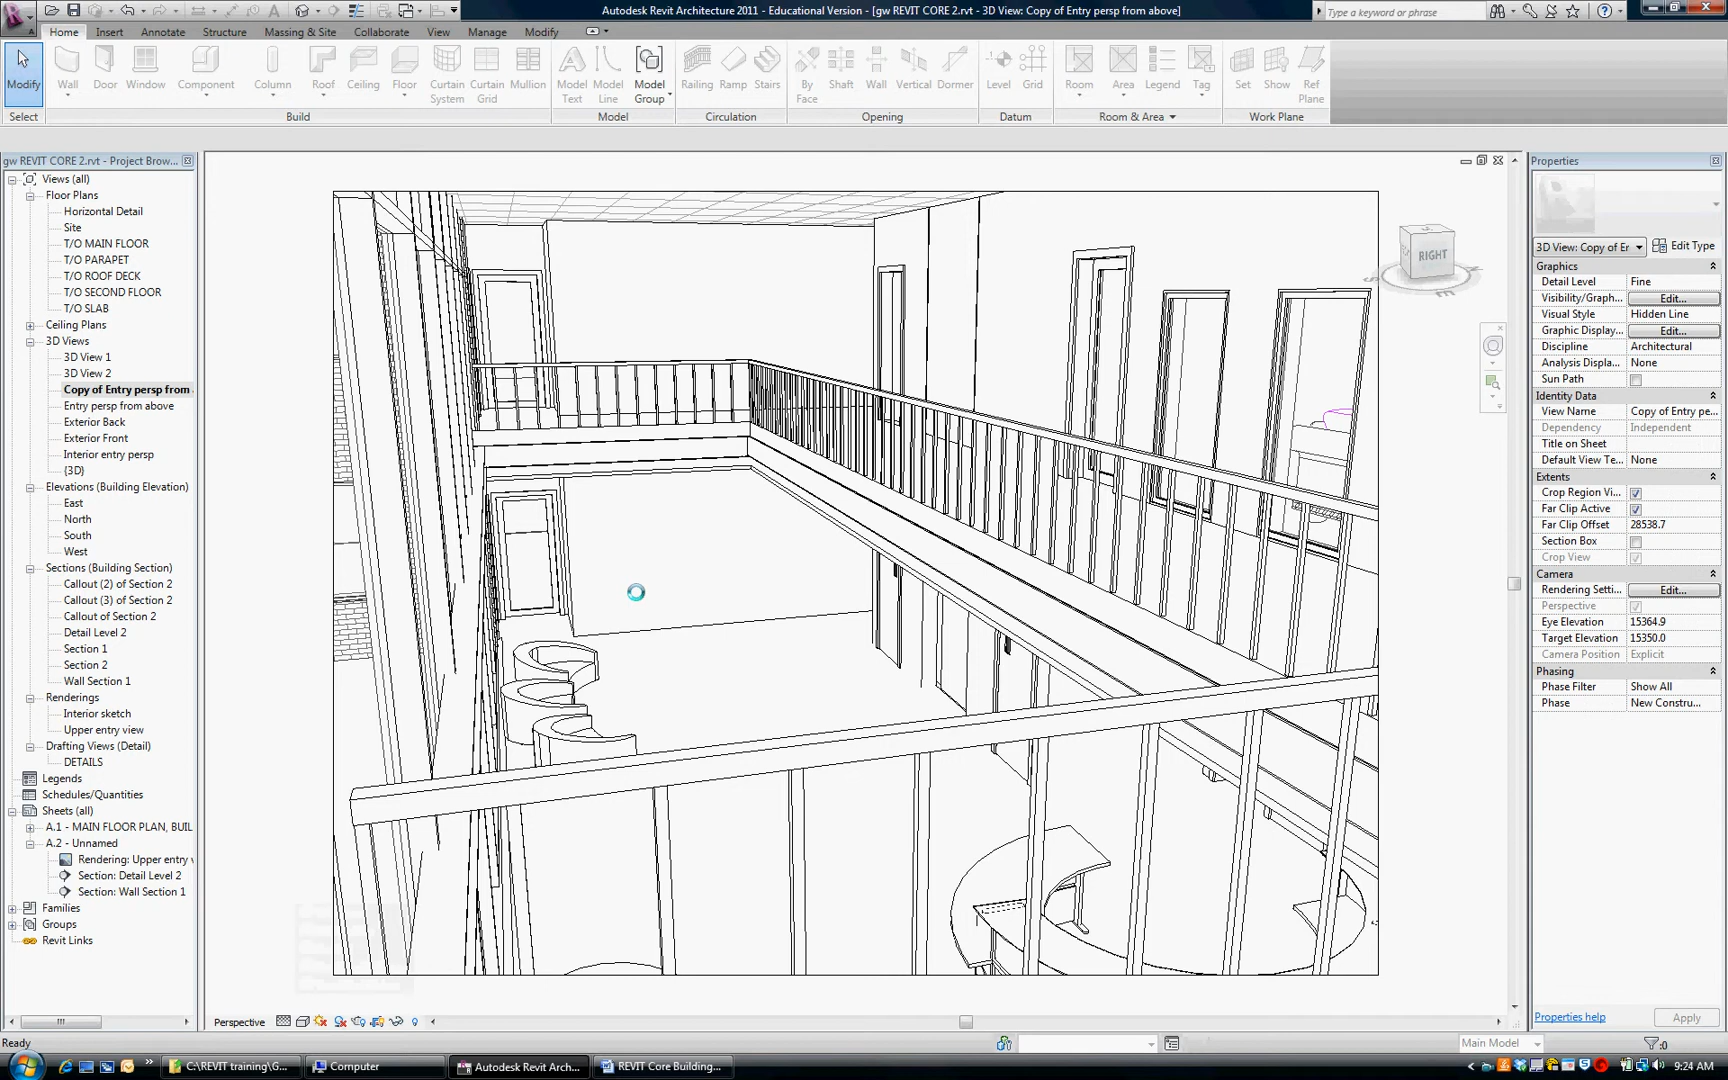 Autodesk Revit Architecture 2011 - Educational Version - [gw REVIT CORE 2.rvt - 3D View: Copy of Entry persp from above]
Type a keyword or phrase
Home Insert Annotate Structure Massing & Site Collaborate View Manage Modify
Modify Wall Door Window Component Column Roof Ceiling Floor Curtain System Curtain Grid Mullion Model Text Model Line Model Group Railing Ramp Stairs By Face Shaft Wall Vertical Dormer Level Grid Room Area Legend Tag Set Show Ref Plane
Select Build Model Circulation Opening Datum Room & Area Work Plane
gw REVIT CORE 2.rvt - Project Brow...
Views (all)
Floor Plans
Horizontal Detail
Site
T/O MAIN FLOOR
T/O PARAPET
T/O ROOF DECK
T/O SECOND FLOOR
T/O SLAB
Ceiling Plans
3D Views
3D View 1
3D View 2
Copy of Entry persp from
Entry persp from above
Exterior Back
Exterior Front
Interior entry persp
{3D}
Elevations (Building Elevation)
East
North
South
West
Sections (Building Section)
Callout (2) of Section 2
Callout (3) of Section 2
Callout of Section 2
Detail Level 2
Section 1
Section 2
Wall Section 1
Renderings
Interior sketch
Upper entry view
Drafting Views (Detail)
DETAILS
Legends
Schedules/Quantities
Sheets (all)
A.1 - MAIN FLOOR PLAN, BUIL
A.2 - Unnamed
Rendering: Upper entry v
Section: Detail Level 2
Section: Wall Section 1
Families
Groups
Revit Links
RIGHT
S
E
Properties
3D View: Copy of Er Edit Type
Graphics
Detail Level Fine
Visibility/Graph... Edit...
Visual Style Hidden Line
Graphic Display... Edit...
Discipline Architectural
Analysis Displa... None
Sun Path
Identity Data
View Name Copy of Entry pe...
Dependency Independent
Title on Sheet
Default View Te... None
Extents
Crop Region Vi...
Far Clip Active
Far Clip Offset 28538.7
Section Box
Crop View
Camera
Rendering Setti... Edit...
Perspective
Eye Elevation 15364.9
Target Elevation 15350.0
Camera Position Explicit
Phasing
Phase Filter Show All
Phase New Constru...
Properties help Apply
Perspective
Ready Main Model :0
C:\REVIT training\G... Computer Autodesk Revit Arch... REVIT Core Building... 9:24 AM